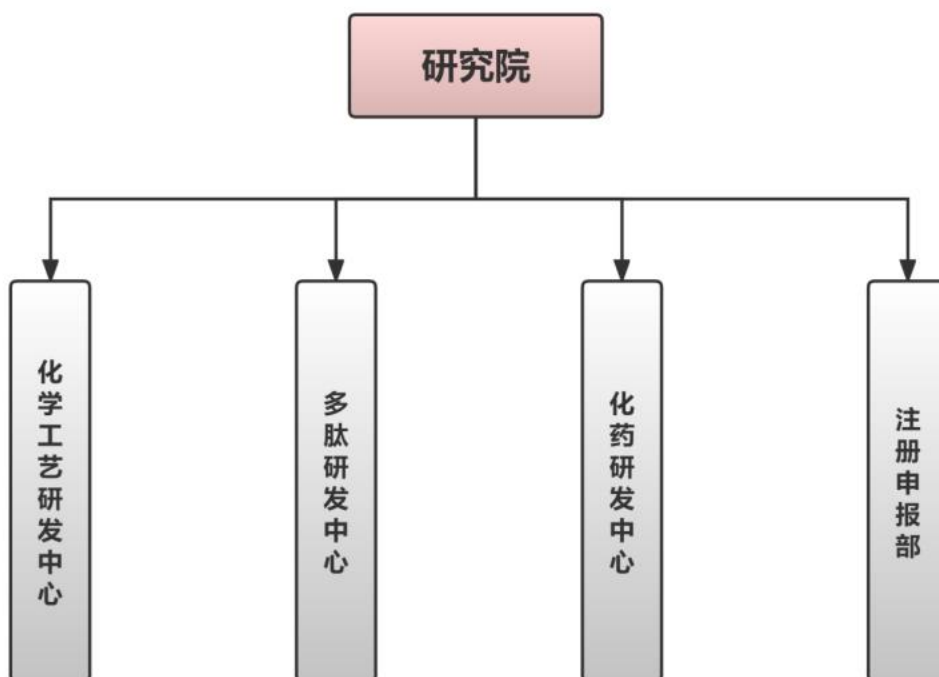 研究院
化学工艺研发中心
多肽研发中心
化药研发中心
注册申报部